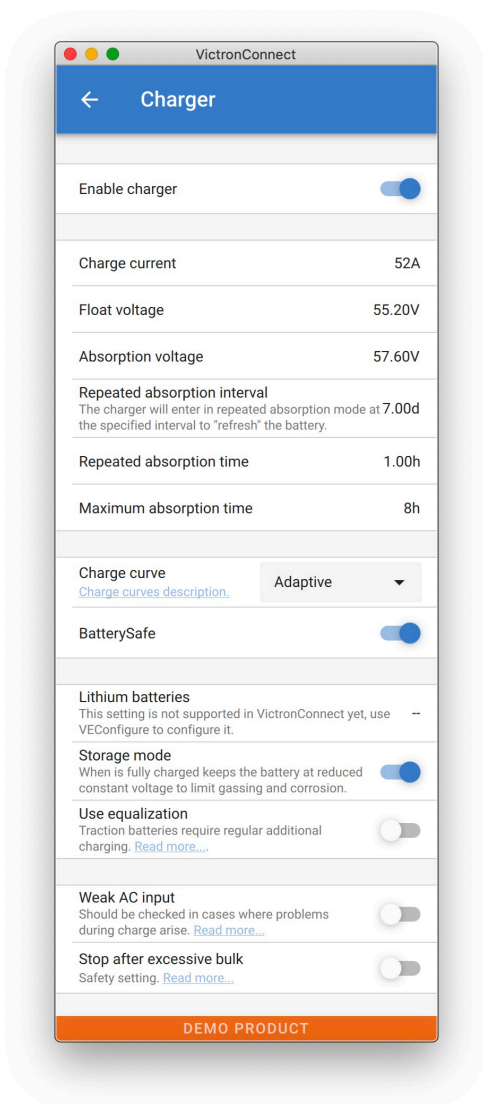 VictronConnect
Charger
Enable charger
Charge current 52A
Float voltage 55.20V
Absorption voltage 57.60V
Repeated absorption interval
The charger will enter in repeated absorption mode at 7.00d
the specified interval to "refresh" the battery.
Repeated absorption time 1.00h
Maximum absorption time 8h
Charge curve
Charge curves description.
Adaptive
BatterySafe
Lithium batteries
This setting is not supported in VictronConnect yet, use --
VEConfigure to configure it.
Storage mode
When is fully charged keeps the battery at reduced
constant voltage to limit gassing and corrosion.
Use equalization
Traction batteries require regular additional
charging. Read more....
Weak AC input
Should be checked in cases where problems
during charge arise. Read more...
Stop after excessive bulk
Safety setting. Read more...
DEMO PRODUCT